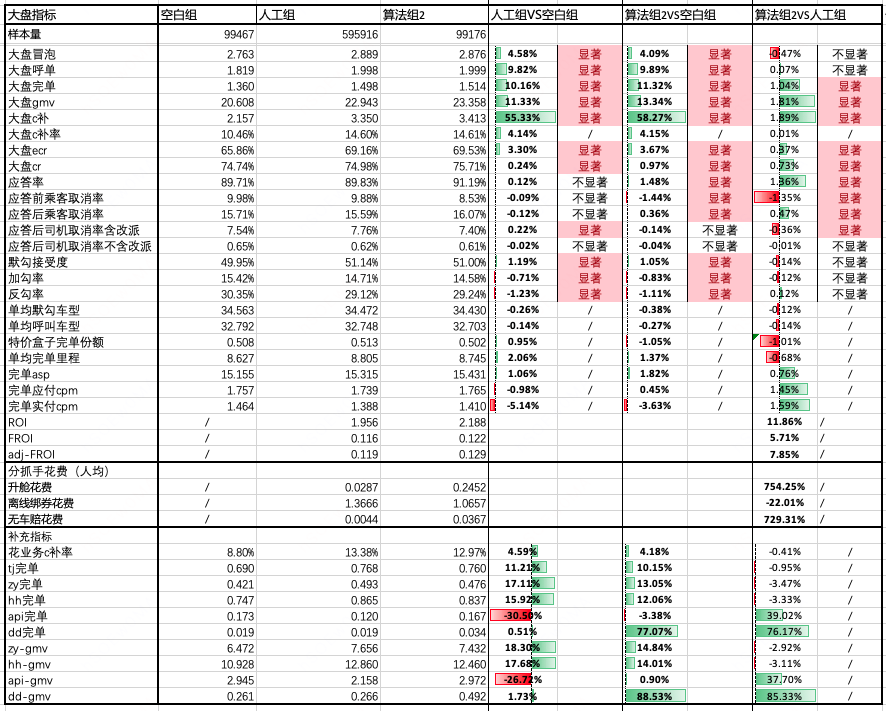 大盘指标 空白组 人工组 算法组2 人工组VS空白组 算法组2VS空白组 算法组2VS人工组
样本量 99467 595916 99176
大盘冒泡 2.763 2.889 2.876 4.58% 显著 4.09% 显著 -0.47% 不显著
大盘呼单 1.819 1.998 1.999 9.82% 显著 9.89% 显著 0.07% 不显著
大盘完单 1.360 1.498 1.514 10.16% 显著 11.32% 显著 1.04% 显著
大盘gmv 20.608 22.943 23.358 11.33% 显著 13.34% 显著 1.81% 显著
大盘c补 2.157 3.350 3.413 55.33% 显著 58.27% 显著 1.89% 显著
大盘c补率 10.46% 14.60% 14.61% 4.14% / 4.15% / 0.01% /
大盘ecr 65.86% 69.16% 69.53% 3.30% 显著 3.67% 显著 0.37% 显著
大盘cr 74.74% 74.98% 75.71% 0.24% 显著 0.97% 显著 0.73% 显著
应答率 89.71% 89.83% 91.19% 0.12% 不显著 1.48% 显著 1.36% 显著
应答前乘客取消率 9.98% 9.88% 8.53% -0.09% 不显著 -1.44% 显著 -1.35% 显著
应答后乘客取消率 15.71% 15.59% 16.07% -0.12% 不显著 0.36% 显著 0.47% 显著
应答后司机取消率含改派 7.54% 7.76% 7.40% 0.22% 显著 -0.14% 不显著 -0.36% 显著
应答后司机取消率不含改派 0.65% 0.62% 0.61% -0.02% 不显著 -0.04% 不显著 -0.01% 不显著
默勾接受度 49.95% 51.14% 51.00% 1.19% 显著 1.05% 显著 -0.14% 不显著
加勾率 15.42% 14.71% 14.58% -0.71% 显著 -0.83% 显著 -0.12% 不显著
反勾率 30.35% 29.12% 29.24% -1.23% 显著 -1.11% 显著 0.12% 不显著
单均默勾车型 34.563 34.472 34.430 -0.26% / -0.38% / -0.12% /
单均呼叫车型 32.792 32.748 32.703 -0.14% / -0.27% / -0.14% /
特价盒子完单份额 0.508 0.513 0.502 0.95% / -1.05% / -1.01% /
单均完单里程 8.627 8.805 8.745 2.06% / 1.37% / -0.68% /
完单asp 15.155 15.315 15.431 1.06% / 1.82% / 0.76% /
完单应付cpm 1.757 1.739 1.765 -0.98% / 0.45% / 1.45% /
完单实付cpm 1.464 1.388 1.410 -5.14% / -3.63% / 1.59% /
ROI / 1.956 2.188 11.86% /
FROI / 0.116 0.122 5.71% /
adj-FROI / 0.119 0.129 7.85% /
分抓手花费（人均）
升舱花费 / 0.0287 0.2452 754.25% /
离线绑券花费 / 1.3666 1.0657 -22.01% /
无车赔花费 / 0.0044 0.0367 729.31% /
补充指标
花业务c补率 8.80% 13.38% 12.97% 4.59% 4.18% -0.41% /
tj完单 0.690 0.768 0.760 11.21% 10.15% -0.95% /
zy完单 0.421 0.493 0.476 17.11% 13.05% -3.47% /
hh完单 0.747 0.865 0.837 15.92% 12.06% -3.33% /
api完单 0.173 0.120 0.167 -30.50% -3.38% 39.02% /
dd完单 0.019 0.019 0.034 0.51% 77.07% 76.17% /
zy-gmv 6.472 7.656 7.432 18.30% 14.84% -2.92% /
hh-gmv 10.928 12.860 12.460 17.68% 14.01% -3.11% /
api-gmv 2.945 2.158 2.972 -26.72% 0.90% 37.70% /
dd-gmv 0.261 0.266 0.492 1.73% 88.53% 85.33% /